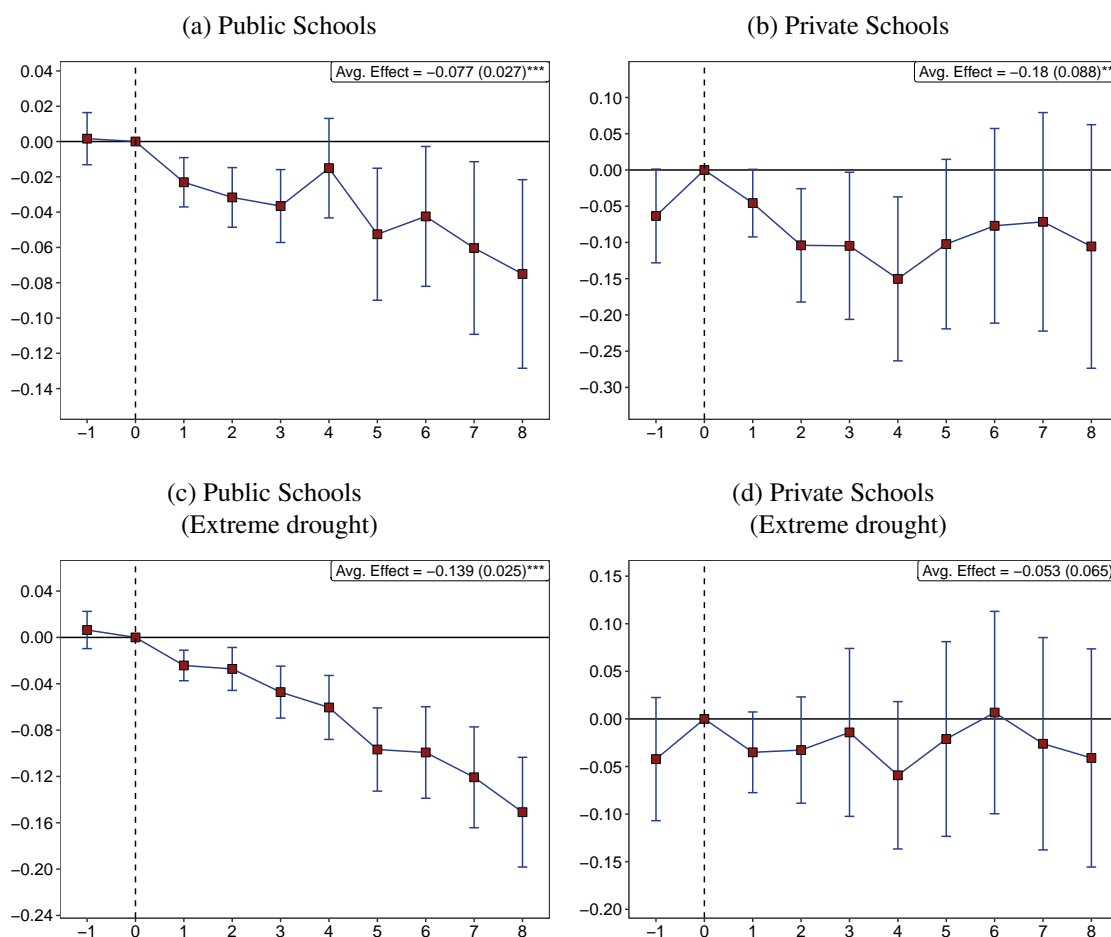 (a) Public Schools
Avg. Effect = −0.077 (0.027)***
0.04
0.02
0.00
−0.02
−0.04
−0.06
−0.08
−0.10
−0.12
−0.14
−1 0 1 2 3 4 5 6 7 8
(b) Private Schools
Avg. Effect = −0.18 (0.088)**
0.10
0.05
0.00
−0.05
−0.10
−0.15
−0.20
−0.25
−0.30
−1 0 1 2 3 4 5 6 7 8
(c) Public Schools
(Extreme drought)
Avg. Effect = −0.139 (0.025)***
0.04
0.00
−0.04
−0.08
−0.12
−0.16
−0.20
−0.24
−1 0 1 2 3 4 5 6 7 8
(d) Private Schools
(Extreme drought)
Avg. Effect = −0.053 (0.065)
0.15
0.10
0.05
0.00
−0.05
−0.10
−0.15
−0.20
−1 0 1 2 3 4 5 6 7 8